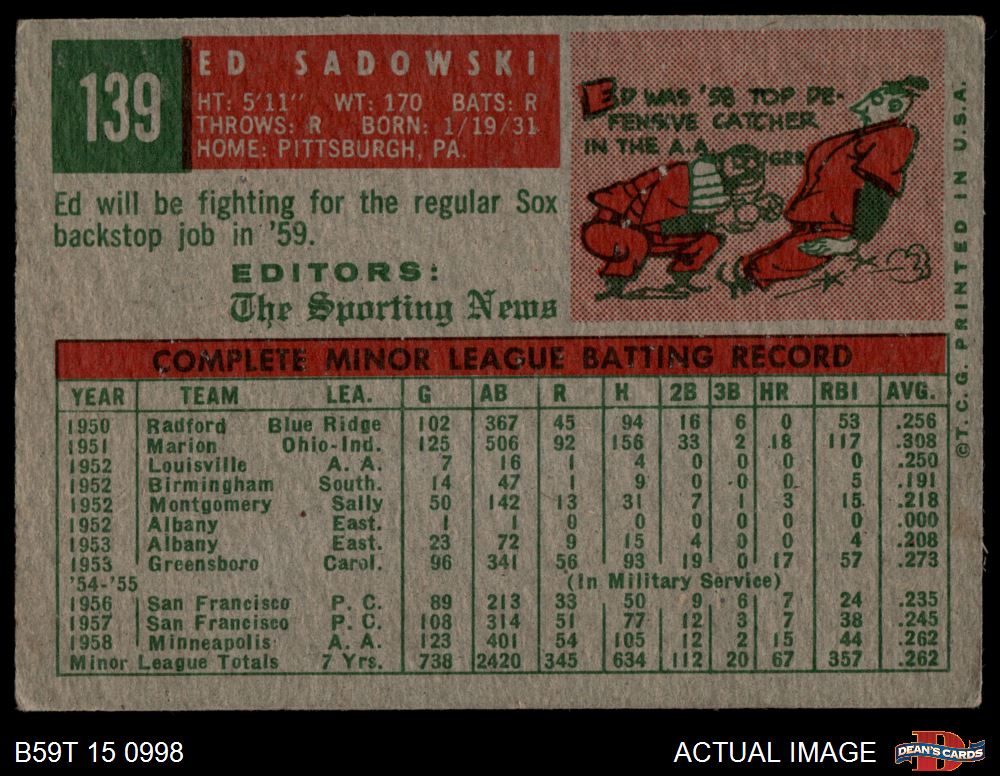 139
ED SADOWSKI
HT: 5'11" WT: 170 BATS: R
THROWS: R BORN: 1/19/31
HOME: PITTSBURGH, PA.
Ed will be fighting for the regular Sox
backstop job in '59.
EDITORS:
The Sporting News
ED WAS '58 TOP DE-
FENSIVE CATCHER
IN THE A.A.
GRR
© T. C. G. PRINTED IN U.S.A.
COMPLETE MINOR LEAGUE BATTING RECORD
YEAR TEAM LEA. G AB R H 2B 3B HR RBI AVG.
1950 Radford Blue Ridge 102 367 45 94 16 6 0 53 .256
1951 Marion Ohio-Ind. 125 506 92 156 33 2 18 117 .308
1952 Louisville A. A. 7 16 1 4 0 0 0 0 .250
1952 Birmingham South. 14 47 1 9 0 0 0 5 .191
1952 Montgomery Sally 50 142 13 31 7 1 3 15 .218
1952 Albany East. 1 1 0 0 0 0 0 0 .000
1953 Albany East. 23 72 9 15 4 0 0 4 .208
1953 Greensboro Carol. 96 341 56 93 19 0 17 57 .273
'54-'55 (In Military Service)
1956 San Francisco P. C. 89 213 33 50 9 6 7 24 .235
1957 San Francisco P. C. 108 314 51 77 12 3 7 38 .245
1958 Minneapolis A. A. 123 401 54 105 12 2 15 44 .262
Minor League Totals 7 Yrs. 738 2420 345 634 112 20 67 357 .262
B59T 15 0998
ACTUAL IMAGE
DEAN'S CARDS